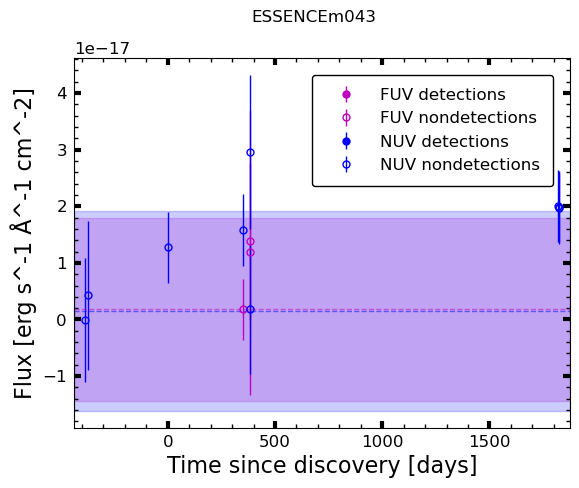 ESSENCEm043
1e−17
FUV detections
FUV nondetections
NUV detections
NUV nondetections
4
3
2
1
0
−1
Flux [erg s^-1 Å^-1 cm^-2]
0
500
1000
1500
Time since discovery [days]